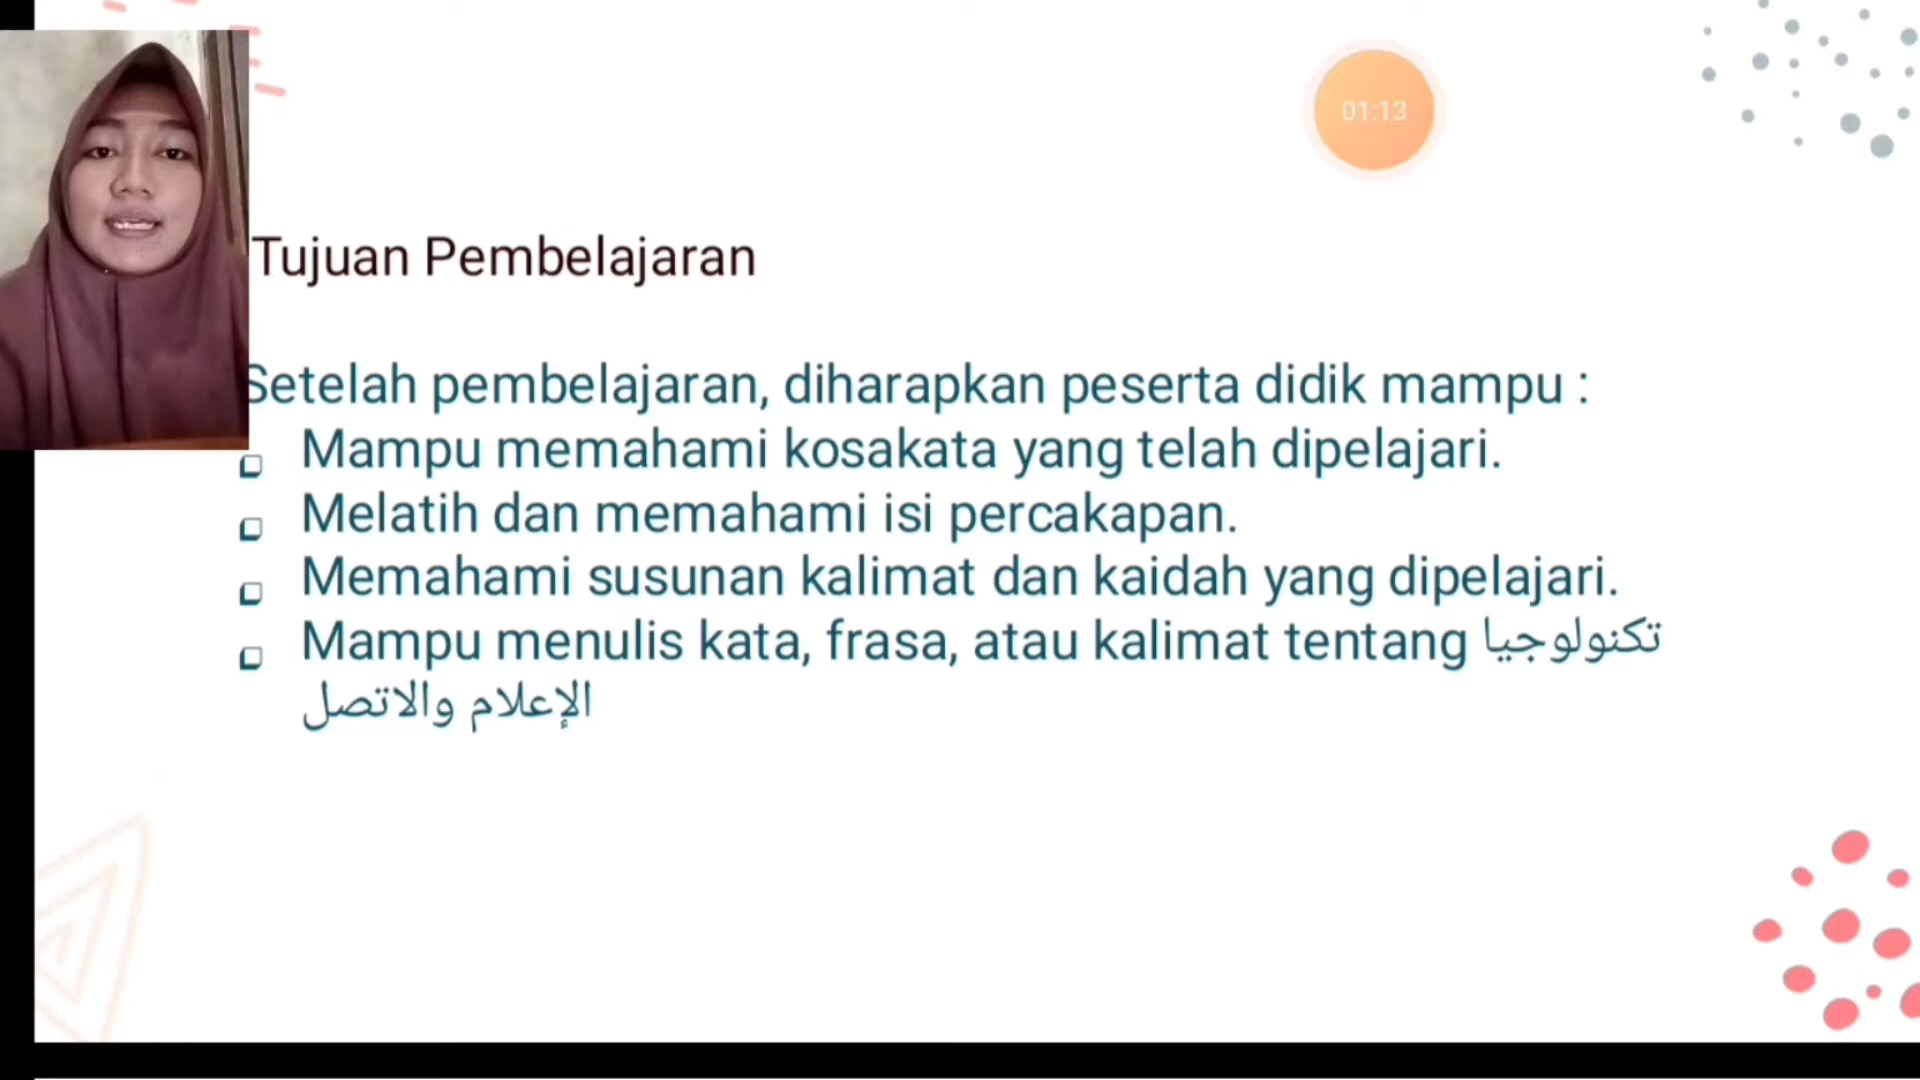 01:13
Tujuan Pembelajaran
Setelah pembelajaran, diharapkan peserta didik mampu :
Mampu memahami kosakata yang telah dipelajari.
Melatih dan memahami isi percakapan.
Memahami susunan kalimat dan kaidah yang dipelajari.
Mampu menulis kata, frasa, atau kalimat tentang تكنولوجيا
الإعلام والاتصل